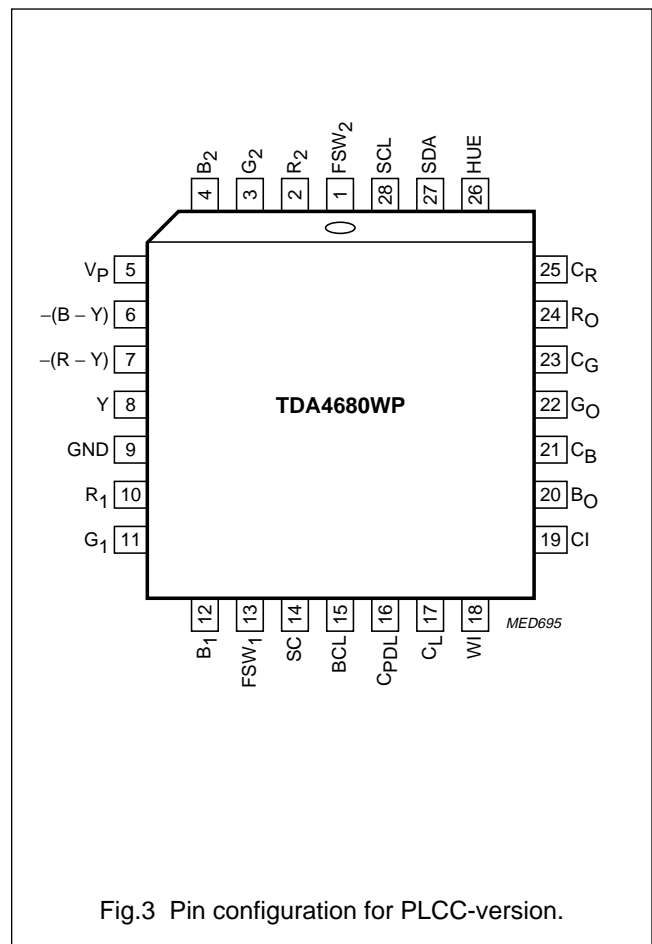 B2 G2 R2 FSW2 SCL SDA HUE
4 3 2 1 28 27 26
VP 5 25 CR
−(B − Y) 6 24 RO
−(R − Y) 7 23 CG
Y 8 TDA4680WP 22 GO
GND 9 21 CB
R1 10 20 BO
G1 11 19 CI
12 13 14 15 16 17 18
B1 FSW1 SC BCL CPDL CL WI
MED695
Fig.3 Pin configuration for PLCC-version.